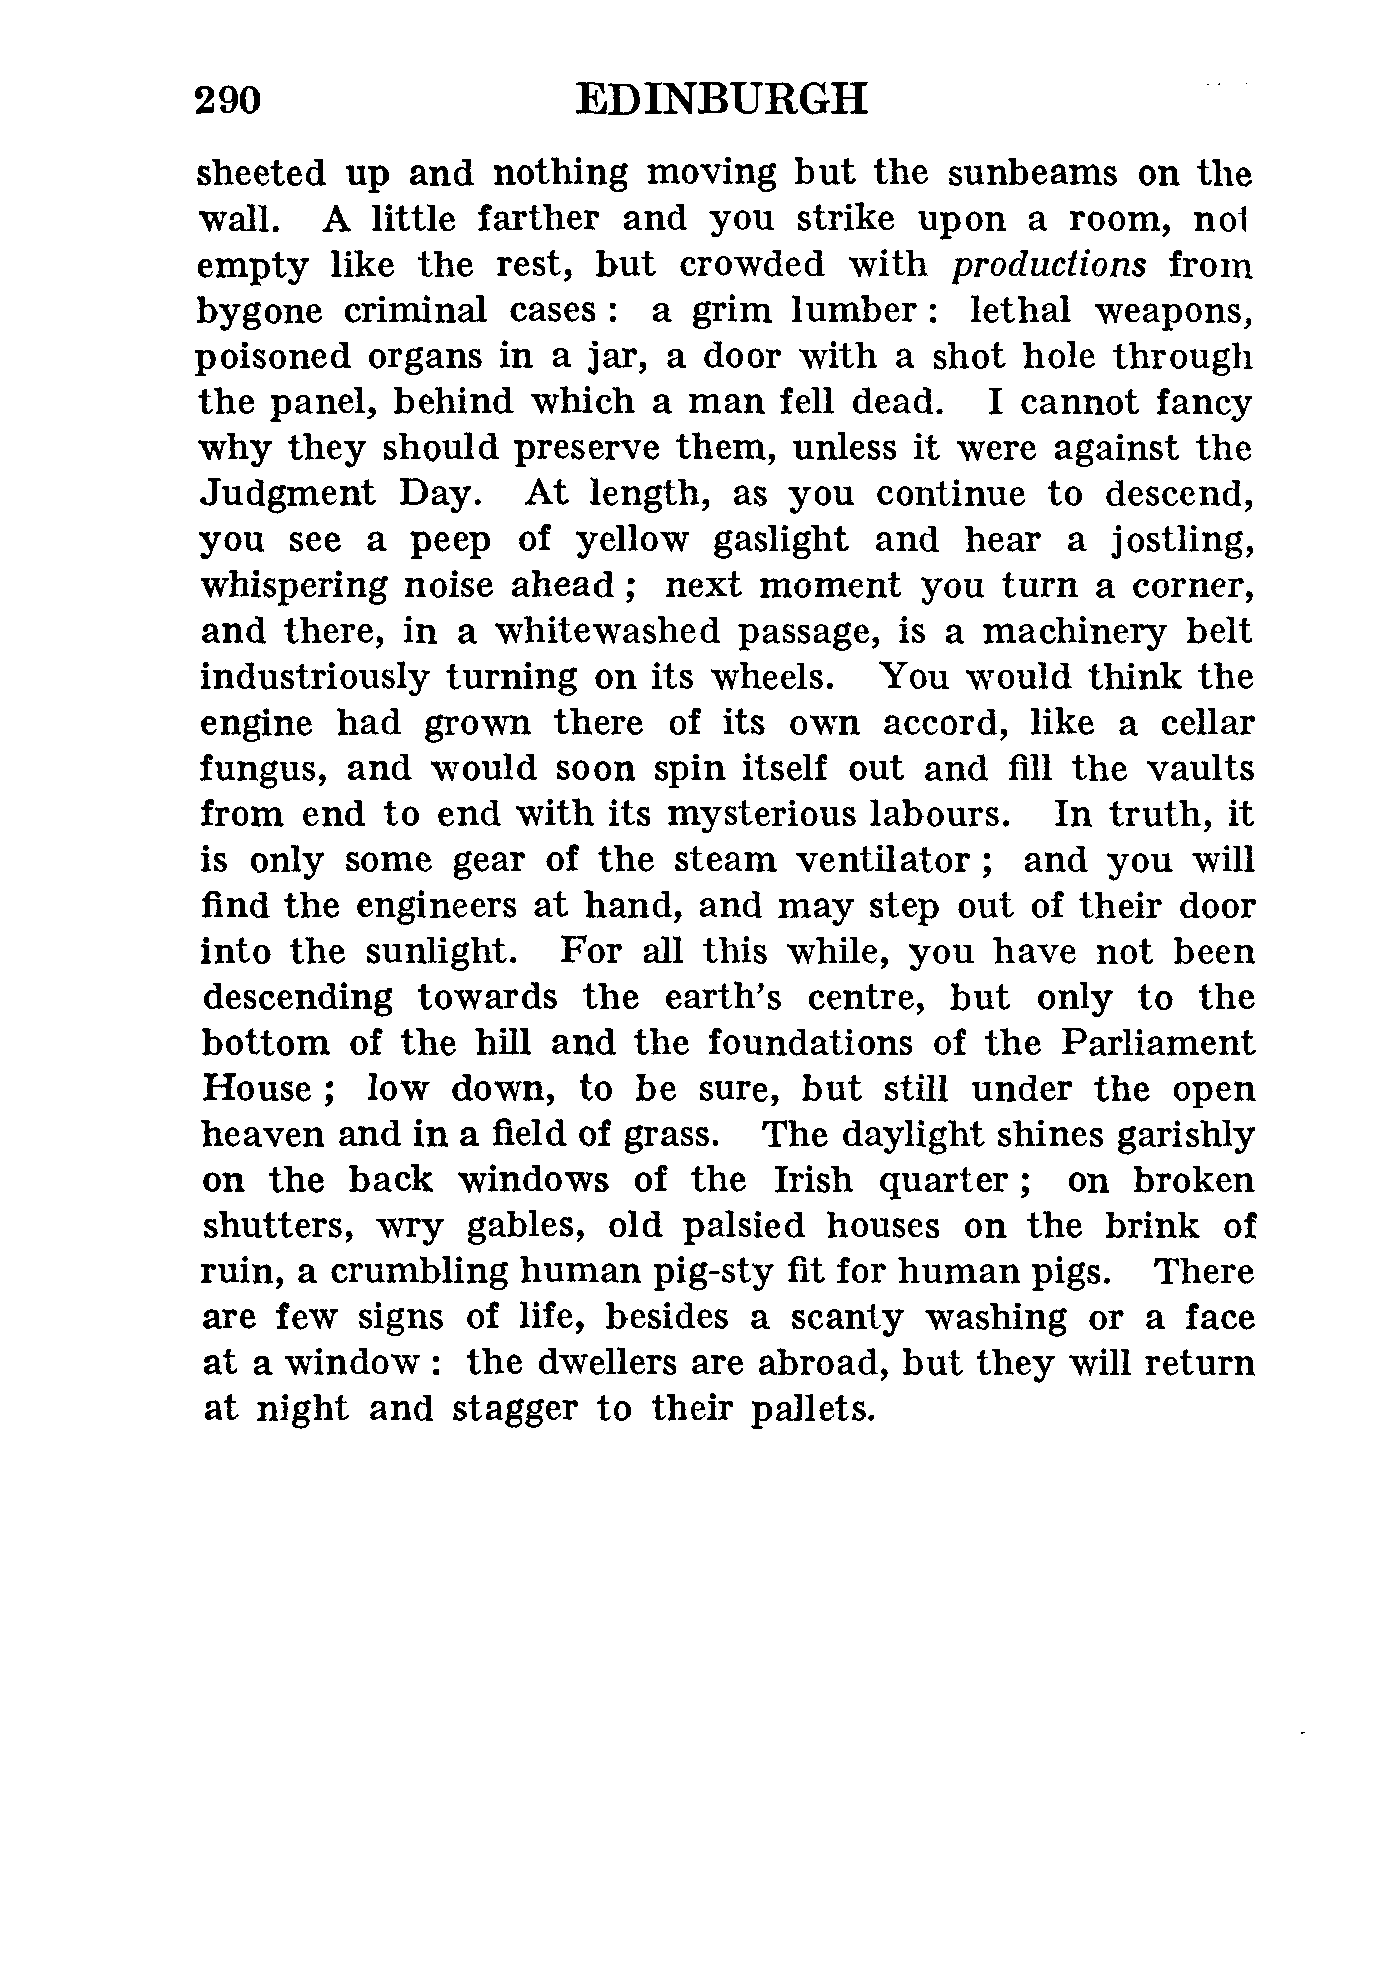 290 EDINBURGH
sheeted up and nothing moving but the sunbeams on the
wall. A little farther and you strike upon a room, not
empty like the rest, but crowded with productions from
bygone criminal cases : a grim lumber : lethal weapons,
poisoned organs in a jar, a door with a shot hole through
the panel, behind which a man fell dead. I cannot fancy
why they should preserve them, unless it were against the
Judgment Day. At length, as you continue to descend,
you see a peep of yellow gaslight and hear a jostling,
whispering noise ahead ; next moment you turn a corner,
and there, in a whitewashed passage, is a machinery belt
industriously turning on its wheels. You would think the
engine had grown there of its own accord, like a cellar
fungus, and would soon spin itself out and fill the vaults
from end to end with its mysterious labours. In truth, it
is only some gear of the steam ventilator ; and you will
find the engineers at hand, and may step out of their door
into the sunlight. For all this while, you have not been
descending towards the earth's centre, but only to the
bottom of the hill and the foundations of the Parliament
House ; low down, to be sure, but still under the open
heaven and in a field of grass. The daylight shines garishly
on the back windows of the Irish quarter ; on broken
shutters, wry gables, old palsied houses on the brink of
ruin, a crumbling human pig-sty fit for human pigs. There
are few signs of life, besides a scanty washing or a face
at a window : the dwellers are abroad, but they will return
at night and stagger to their pallets.